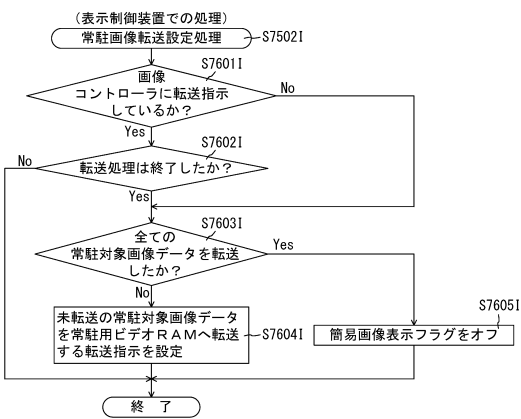 (表示制御装置での処理)
常駐画像転送設定処理
S7502I
S7601I
画像
コントローラに転送指示
しているか?
No
Yes
S7602I
No
転送処理は終了したか?
Yes
S7603I
全ての
常駐対象画像データを転送
したか?
Yes
No
未転送の常駐対象画像データ
を常駐用ビデオRAMへ転送
する転送指示を設定
S7604I
S7605I
簡易画像表示フラグをオフ
終 了